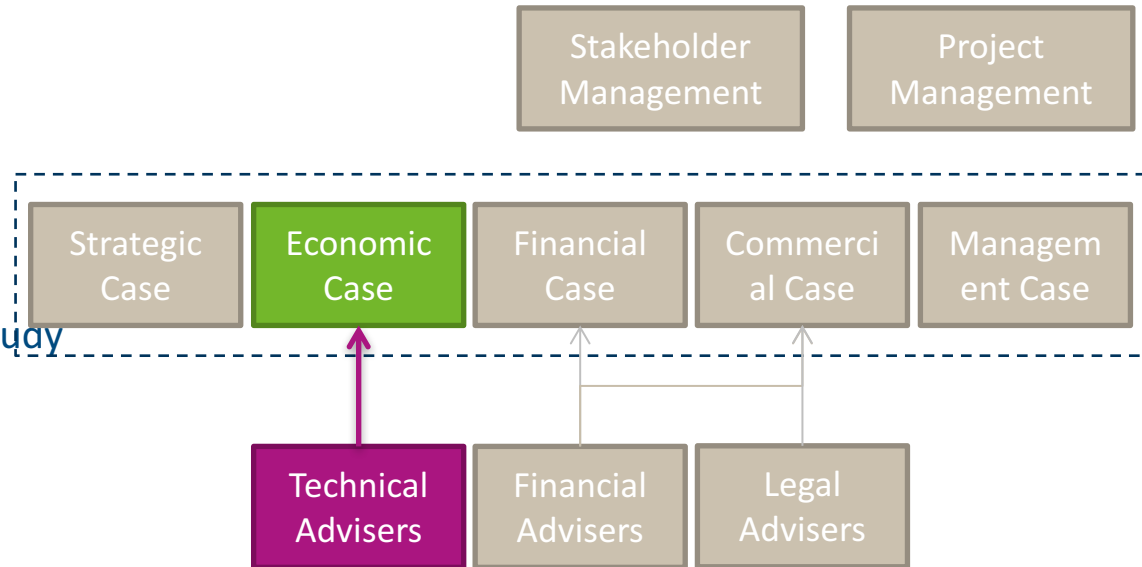 Stakeholder
Management
Project
Management
Strategic
Case
Economic
Case
Financial
Case
Commerci
al Case
Managem
ent Case
udy
Technical
Advisers
Financial
Advisers
Legal
Advisers